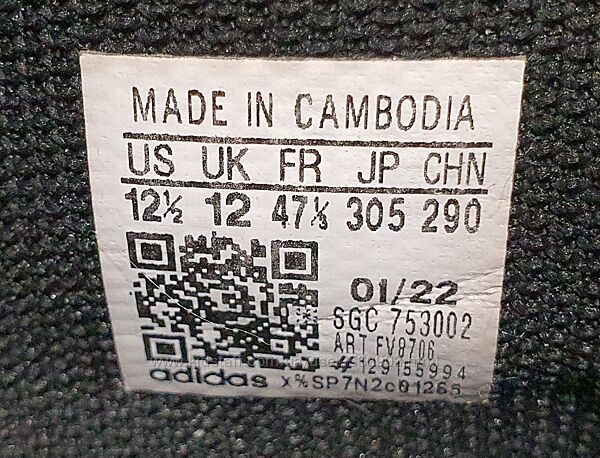 MADE IN CAMBODIA
US UK FR JP CHN
12½ 12 47⅓ 305 290
01/22
SGC 753002
ART FV8706
# 129155994
adidas x%SP7N2c01265